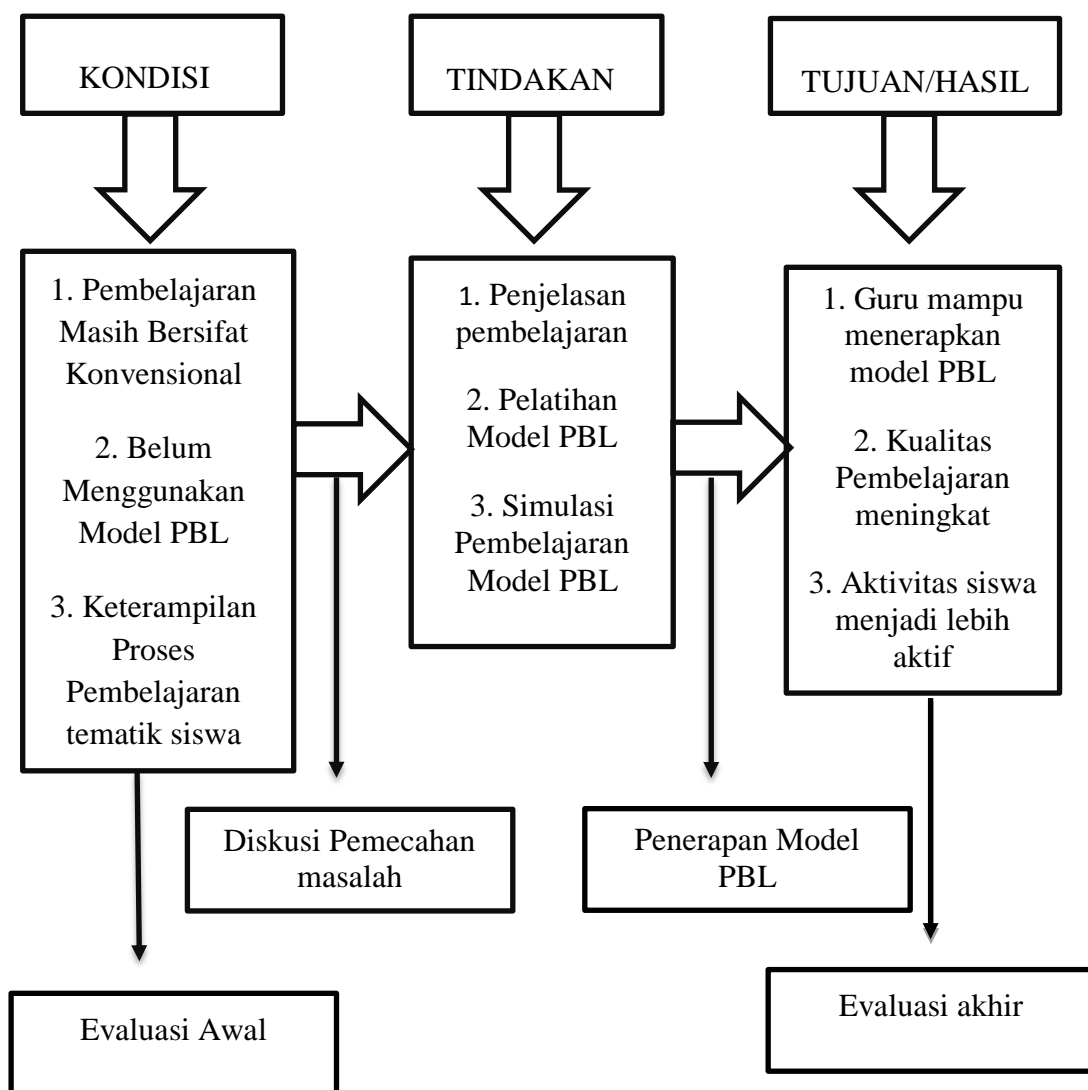 KONDISI
TINDAKAN
TUJUAN/HASIL
1. Pembelajaran
Masih Bersifat
Konvensional
2. Belum
Menggunakan
Model PBL
3. Keterampilan
Proses
Pembelajaran
tematik siswa
1. Penjelasan
pembelajaran
2. Pelatihan
Model PBL
3. Simulasi
Pembelajaran
Model PBL
1. Guru mampu
menerapkan
model PBL
2. Kualitas
Pembelajaran
meningkat
3. Aktivitas siswa
menjadi lebih
aktif
Diskusi Pemecahan
masalah
Penerapan Model
PBL
Evaluasi Awal
Evaluasi akhir